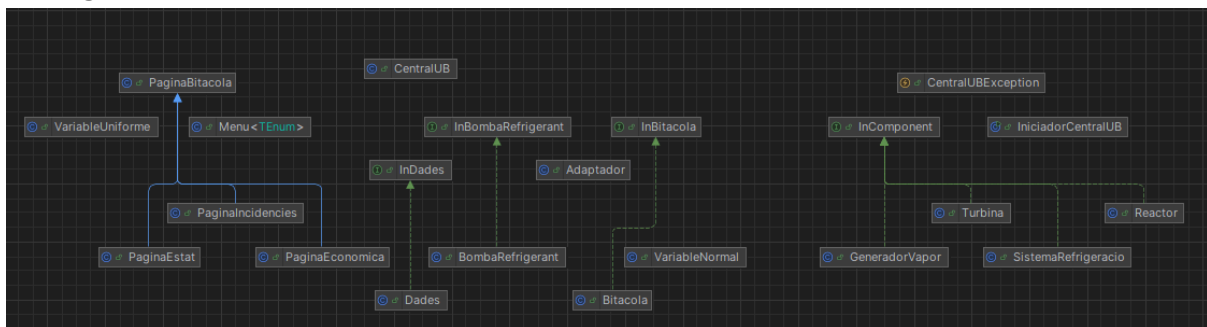 CentralUB
PaginaBitacola
CentralUBException
VariableUniforme
Menu<TEnum>
InBombaRefrigerant
InBitacola
InComponent
IniciadorCentralUB
InDades
Adaptador
PaginaIncidencies
Turbina
Reactor
PaginaEstat
PaginaEconomica
BombaRefrigerant
VariableNormal
GeneradorVapor
SistemaRefrigeracio
Dades
Bitacola